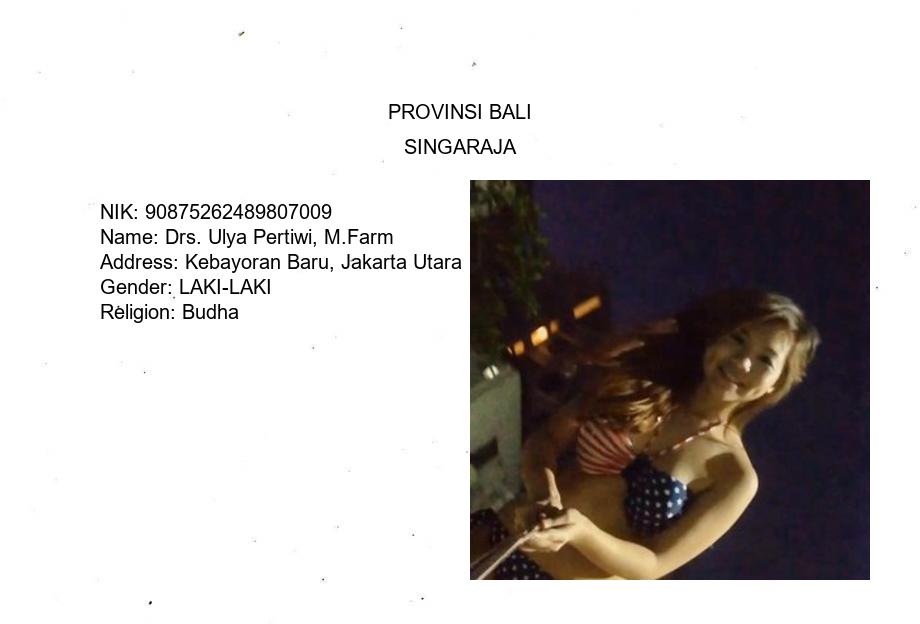 PROVINSI BALI
SINGARAJA
NIK: 90875262489807009
Name: Drs. Ulya Pertiwi, M.Farm
Address: Kebayoran Baru, Jakarta Utara
Gender: LAKI-LAKI
Religion: Budha